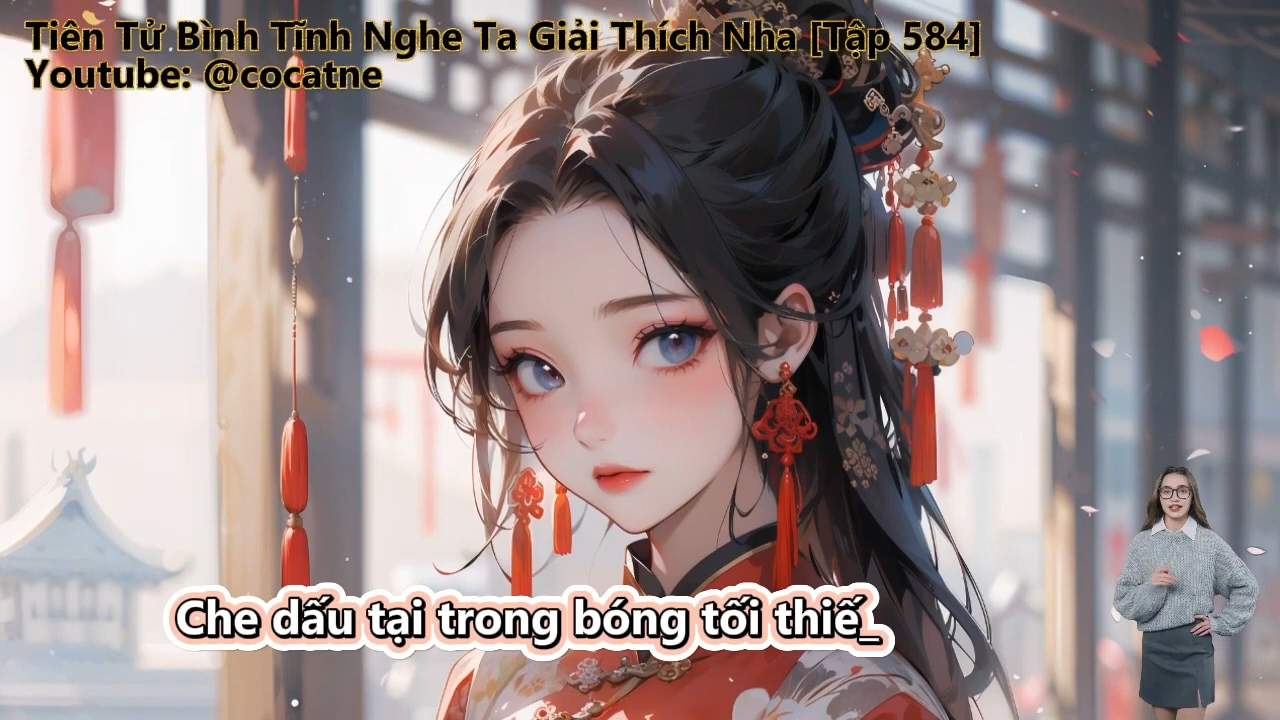 Tiên Tử Bình Tĩnh Nghe Ta Giải Thích Nha [Tập 584]
Youtube: @cocatne
Che dấu tại trong bóng tối thiế_